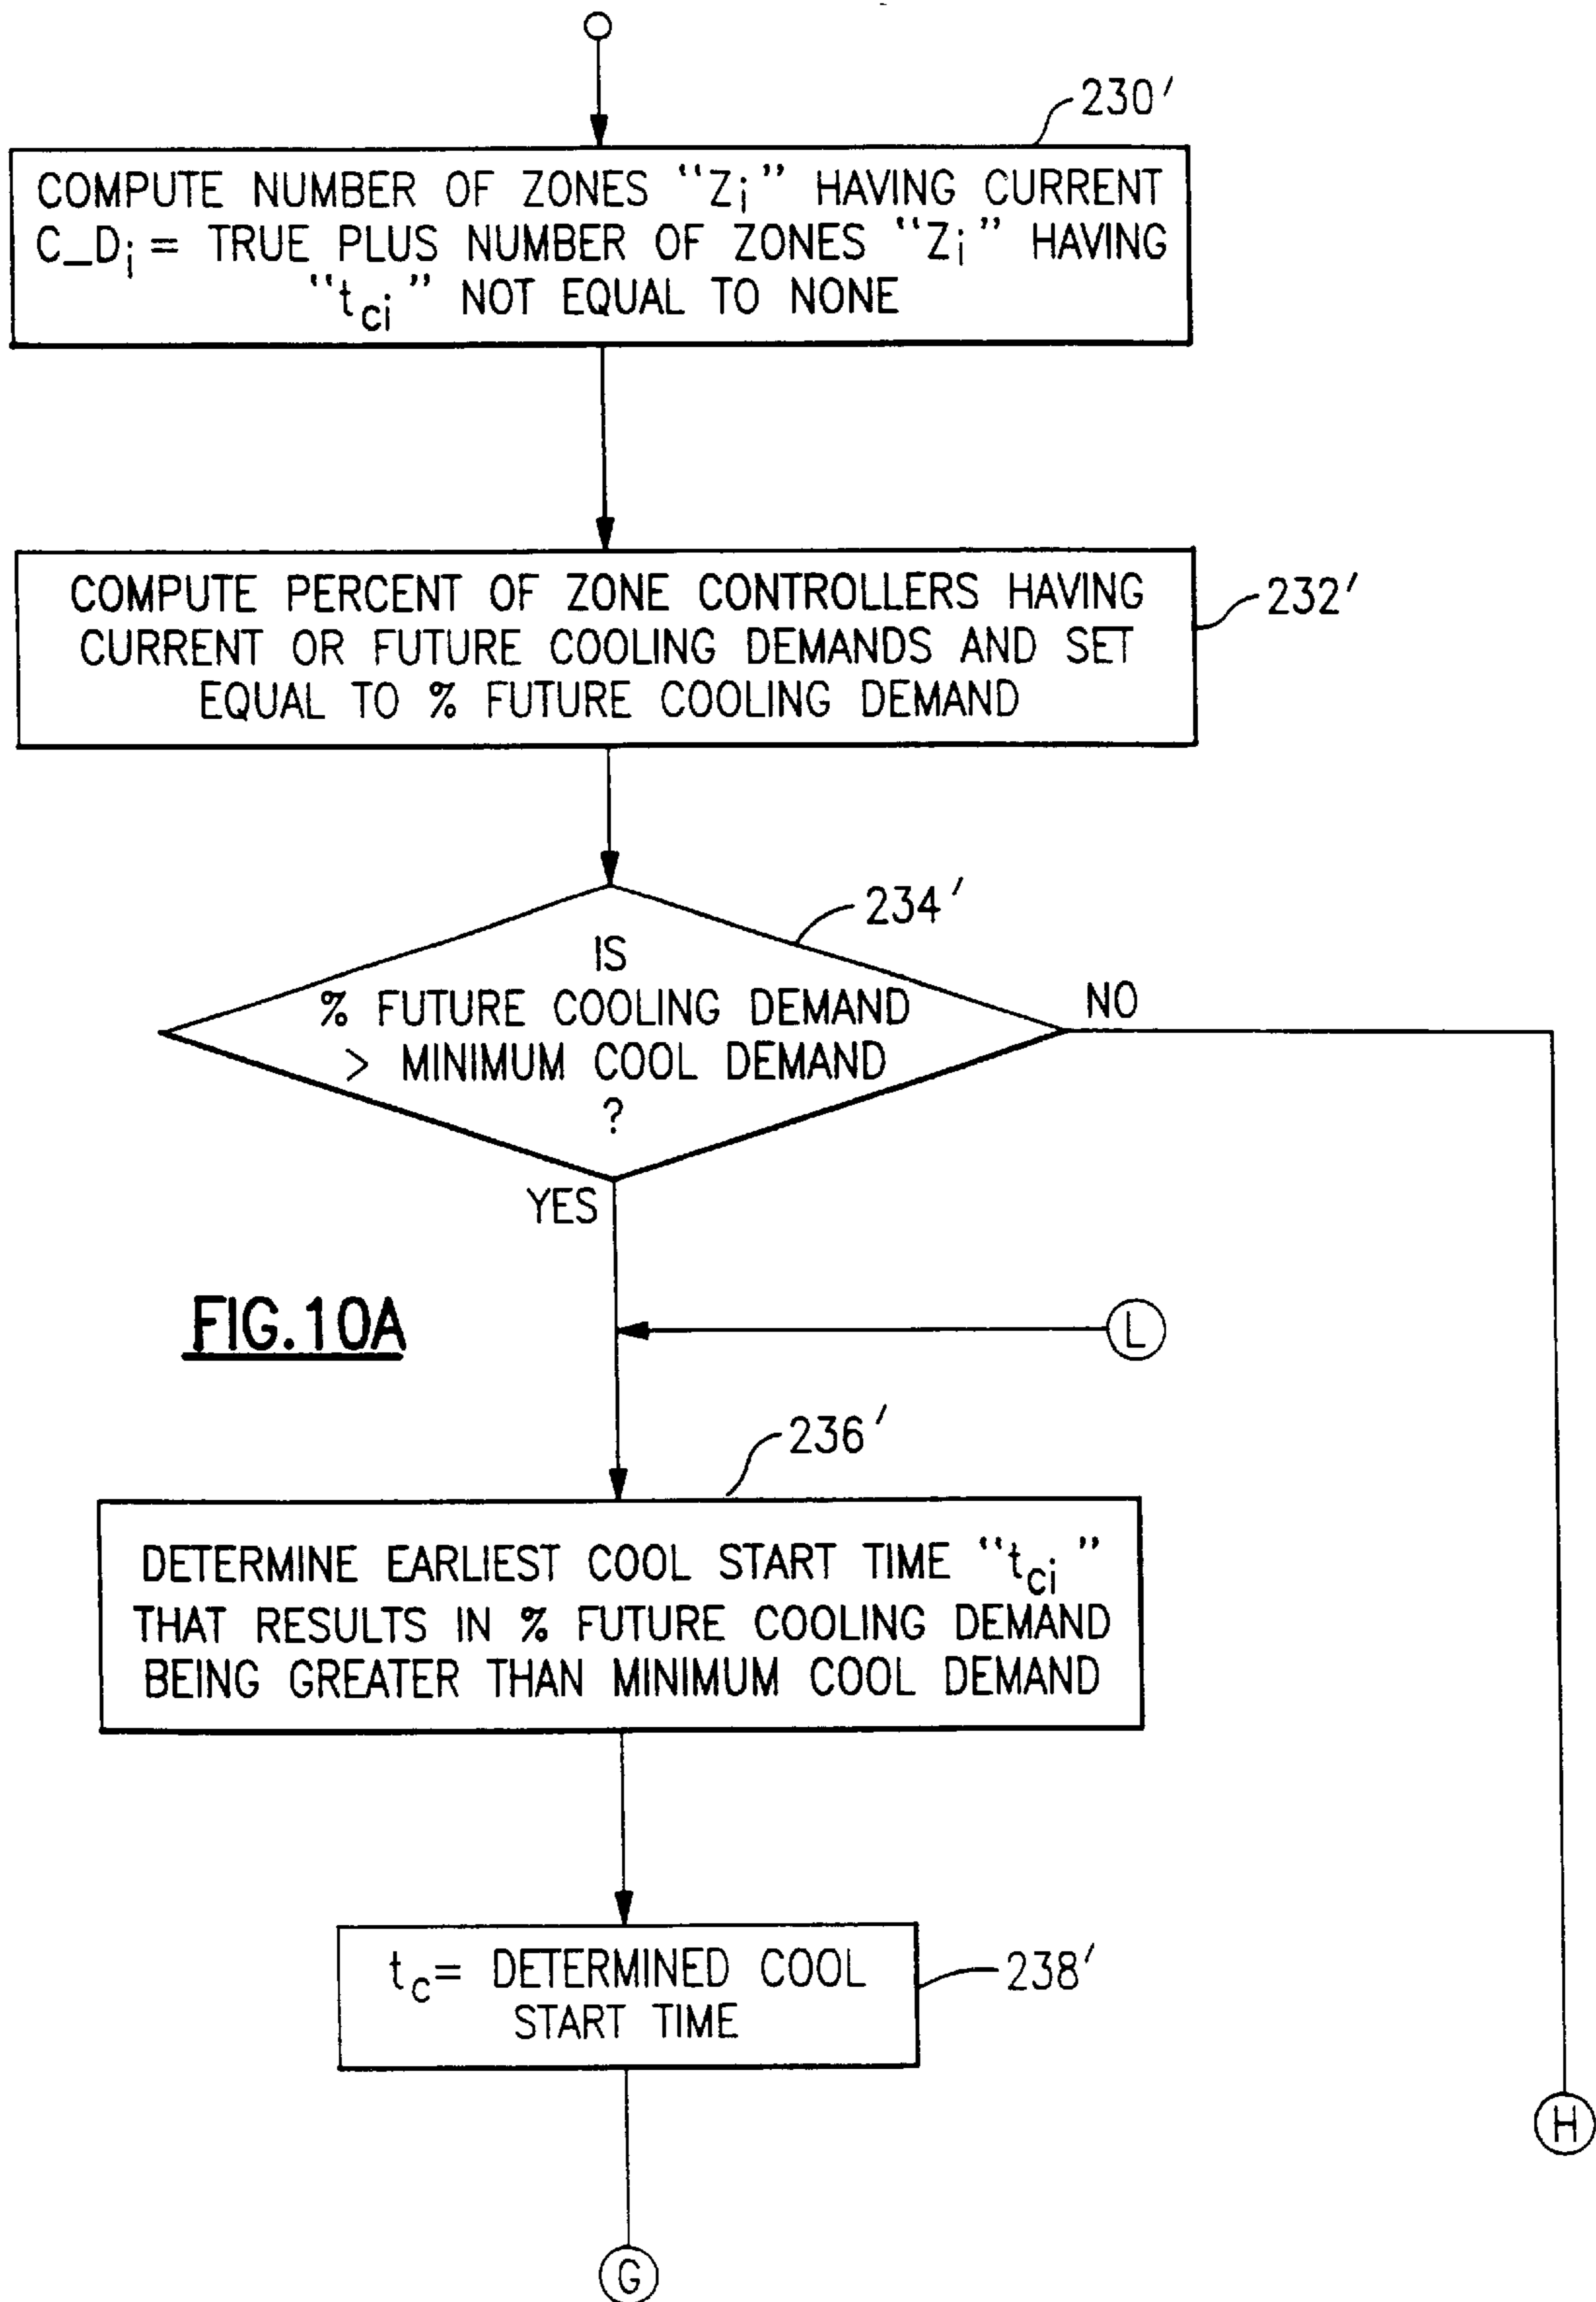 230'
COMPUTE NUMBER OF ZONES "Zi" HAVING CURRENT
C_Di = TRUE PLUS NUMBER OF ZONES "Zi" HAVING
"tci" NOT EQUAL TO NONE
COMPUTE PERCENT OF ZONE CONTROLLERS HAVING
CURRENT OR FUTURE COOLING DEMANDS AND SET
EQUAL TO % FUTURE COOLING DEMAND
232'
234'
IS
% FUTURE COOLING DEMAND
> MINIMUM COOL DEMAND
?
NO
YES
FIG.10A
L
236'
DETERMINE EARLIEST COOL START TIME "tci"
THAT RESULTS IN % FUTURE COOLING DEMAND
BEING GREATER THAN MINIMUM COOL DEMAND
tc= DETERMINED COOL
START TIME
238'
H
G